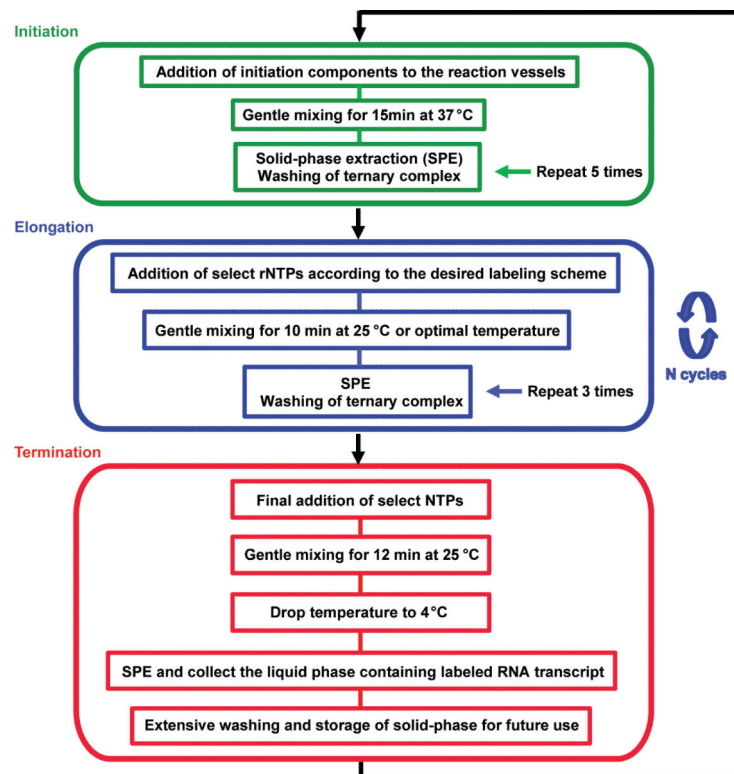 Initiation
Addition of initiation components to the reaction vessels
Gentle mixing for 15min at 37 °C
Solid-phase extraction (SPE)
Washing of ternary complex
Repeat 5 times
Elongation
Addition of select rNTPs according to the desired labeling scheme
Gentle mixing for 10 min at 25 °C or optimal temperature
SPE
Washing of ternary complex
Repeat 3 times
N cycles
Termination
Final addition of select NTPs
Gentle mixing for 12 min at 25 °C
Drop temperature to 4 °C
SPE and collect the liquid phase containing labeled RNA transcript
Extensive washing and storage of solid-phase for future use